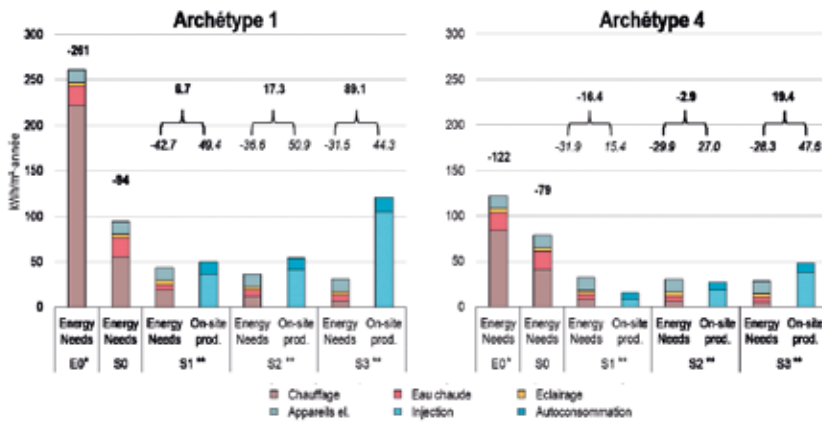 Archétype 1
Archétype 4
kWh/m²-année
300
250
200
150
100
50
0
-261
-94
6.7
-42.7 49.4
17.3
-36.6 50.9
89.1
-31.5 44.3
Energy Needs
Energy Needs
Energy Needs
On-site prod.
Energy Needs
On-site prod.
Energy Needs
On-site prod.
E0*
S0
S1 **
S2 **
S3 **
300
250
200
150
100
50
0
-122
-79
-16.4
-31.9 15.4
-2.9
-29.9 27.0
19.4
-28.3 47.6
Energy Needs
Energy Needs
Energy Needs
On-site prod.
Energy Needs
On-site prod.
Energy Needs
On-site prod.
E0*
S0
S1 **
S2 **
S3 **
Chauffage
Eau chaude
Eclairage
Appareils el.
Injection
Autoconsommation